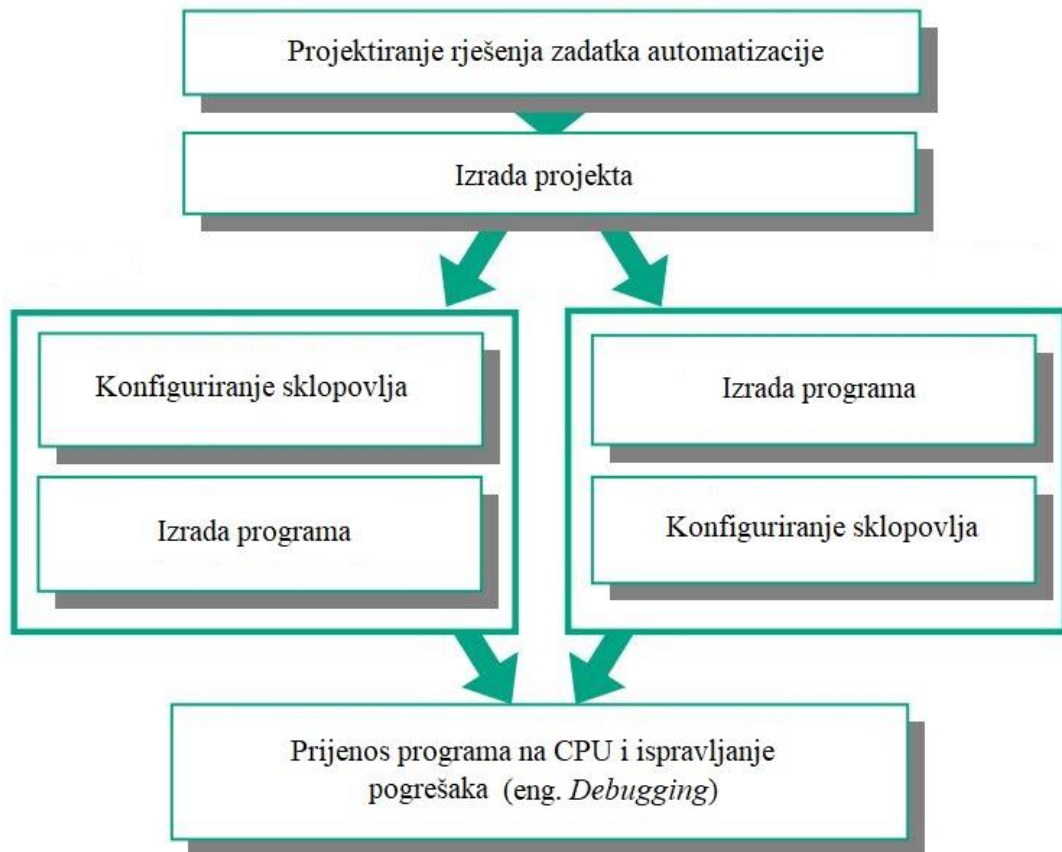 Projektiranje rješenja zadatka automatizacije
Izrada projekta
Konfiguriranje sklopovlja
Izrada programa
Izrada programa
Konfiguriranje sklopovlja
Prijenos programa na CPU i ispravljanje
pogrešaka (eng. Debugging)